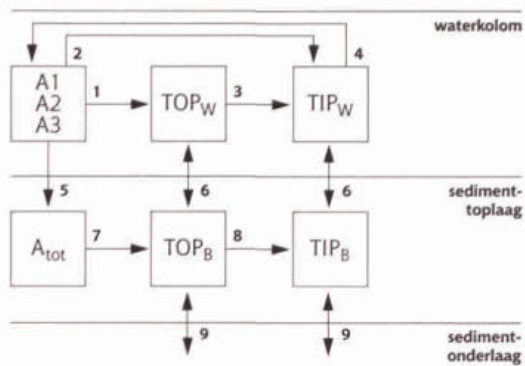 waterkolom
2
4
A1
A2
A3
1
TOPW
3
TIPW
5
6
6
sediment-
toplaag
Atot
7
TOPB
8
TIPB
9
9
sediment-
onderlaag